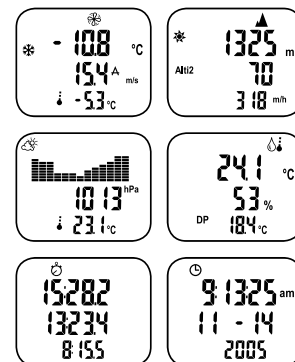 - 10.8 °C
15.4 A m/s
- 5.3 °C
1325 m
Alti2 70
318 m/h
1013 hPa
23.1 °C
24.1 °C
53 %
DP 18.4 °C
15:28.2
13:23.4
8:15.5
9:13:25 am
11 - 14
2005